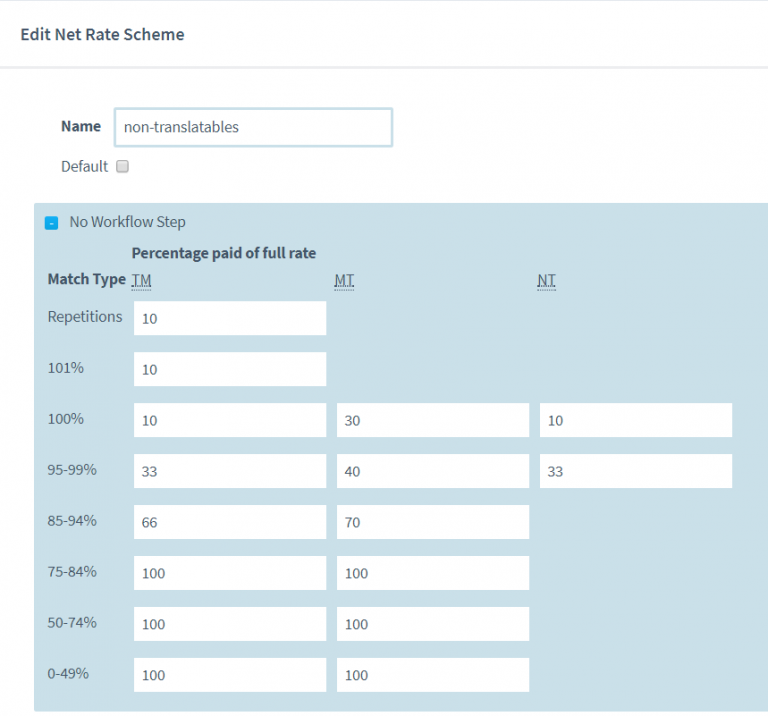 Edit Net Rate Scheme
Name non-translatables
Default
- No Workflow Step
Percentage paid of full rate
Match Type TM MT NT
Repetitions 10
101% 10
100% 10 30 10
95-99% 33 40 33
85-94% 66 70
75-84% 100 100
50-74% 100 100
0-49% 100 100